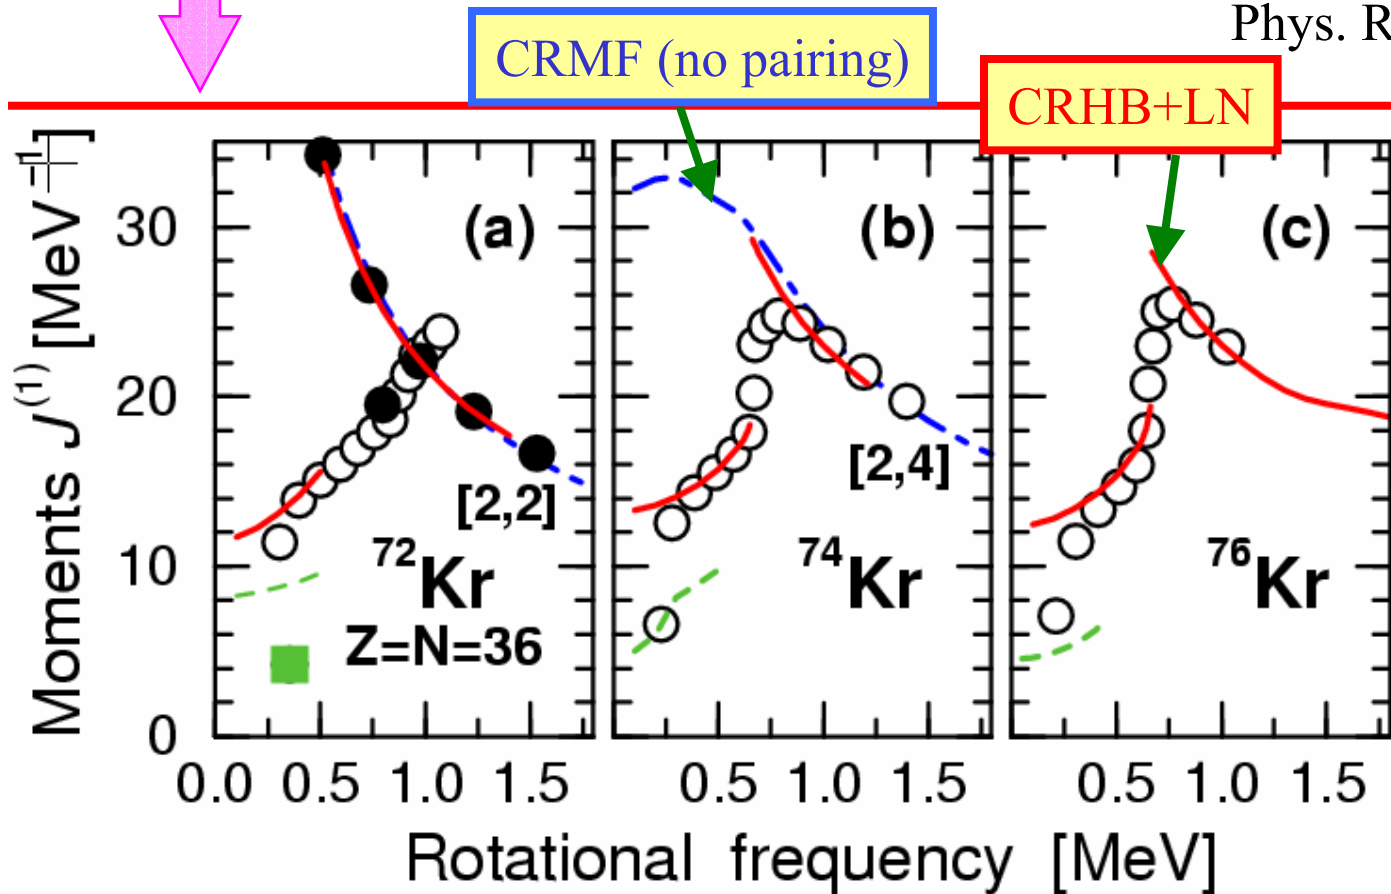 Phys. R
CRMF (no pairing)
CRHB+LN
Moments J(1) [MeV-1]
30
20
10
0
(a)
(b)
(c)
[2,2]
[2,4]
72Kr
74Kr
76Kr
Z=N=36
0.0 0.5 1.0 1.5
0.5 1.0 1.5
0.5 1.0 1.5
Rotational frequency [MeV]